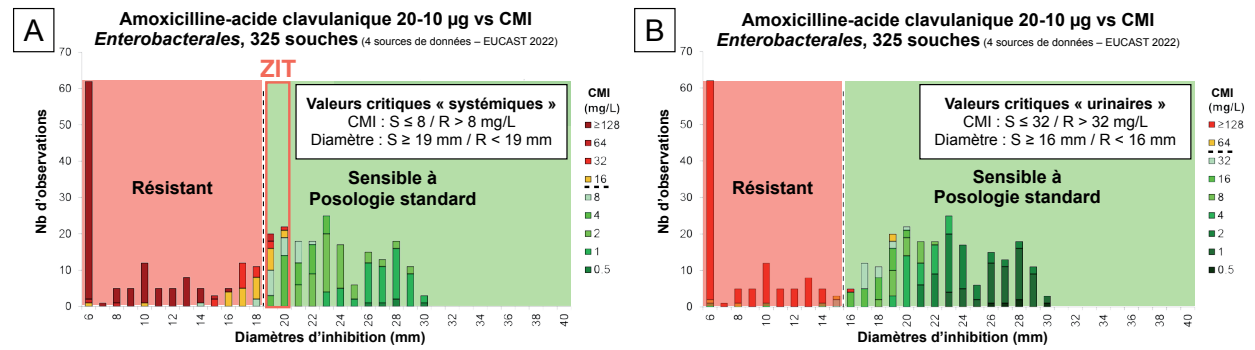 A
Amoxicilline-acide clavulanique 20-10 µg vs CMI
Enterobacterales, 325 souches (4 sources de données – EUCAST 2022)
70
60
50
40
30
20
10
0
Nb d'observations
ZIT
Valeurs critiques « systémiques »
CMI : S ≤ 8 / R > 8 mg/L
Diamètre : S ≥ 19 mm / R < 19 mm
Résistant
Sensible à
Posologie standard
CMI
(mg/L)
≥128
64
32
16
8
4
2
1
0.5
6 8 10 12 14 16 18 20 22 24 26 28 30 32 34 36 38 40
Diamètres d'inhibition (mm)
B
Amoxicilline-acide clavulanique 20-10 µg vs CMI
Enterobacterales, 325 souches (4 sources de données – EUCAST 2022)
70
60
50
40
30
20
10
0
Nb d'observations
Valeurs critiques « urinaires »
CMI : S ≤ 32 / R > 32 mg/L
Diamètre : S ≥ 16 mm / R < 16 mm
Résistant
Sensible à
Posologie standard
CMI
(mg/L)
≥128
64
32
16
8
4
2
1
0.5
6 8 10 12 14 16 18 20 22 24 26 28 30 32 34 36 38 40
Diamètres d'inhibition (mm)